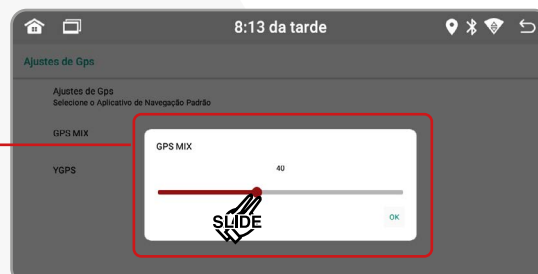 8:13 da tarde
Ajustes de Gps
Ajustes de Gps
Selecione o Aplicativo de Navegação Padrão
GPS MIX
GPS MIX
40
YGPS
SLIDE
OK